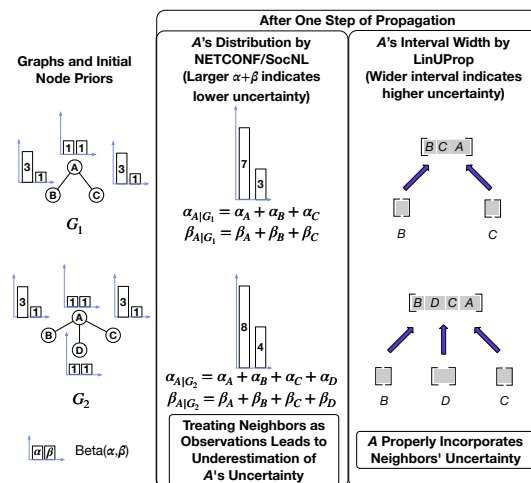 After One Step of Propagation
Graphs and Initial
Node Priors
A's Distribution by
NETCONF/SocNL
(Larger α+β indicates
lower uncertainty)
A's Interval Width by
LinUProp
(Wider interval indicates
higher uncertainty)
3 1
1 1
3 1
A
B
C
G₁
7
3
α_{A|G₁} = α_A + α_B + α_C
β_{A|G₁} = β_A + β_B + β_C
[B C A]
[ ]
[ ]
B
C
3 1
1 1
3 1
A
B
C
D
1 1
G₂
8
4
α_{A|G₂} = α_A + α_B + α_C + α_D
β_{A|G₂} = β_A + β_B + β_C + β_D
[B D C A]
[ ]
[ ]
[ ]
B
D
C
α β Beta(α,β)
Treating Neighbors as
Observations Leads to
Underestimation of
A's Uncertainty
A Properly Incorporates
Neighbors' Uncertainty